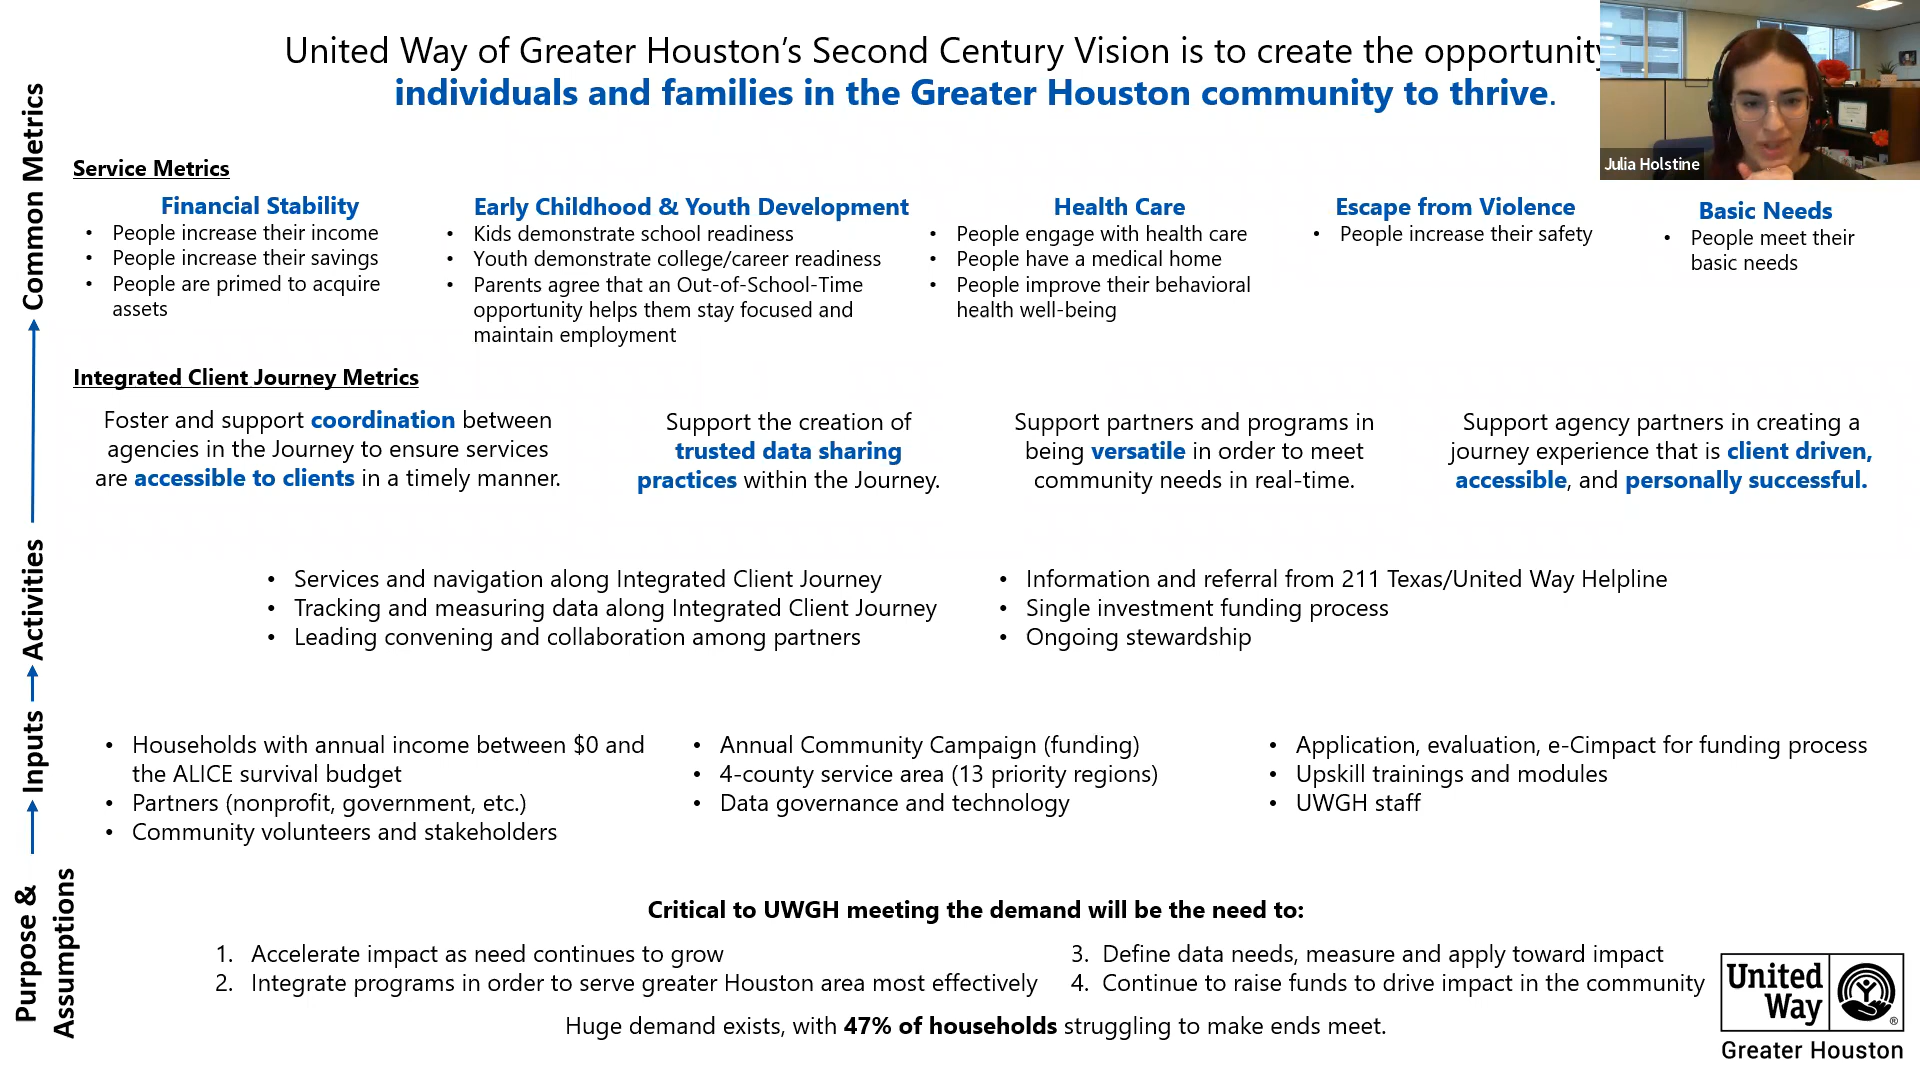 United Way of Greater Houston's Second Century Vision is to create the opportunity
individuals and families in the Greater Houston community to thrive.
Julia Holstine
Common Metrics
Service Metrics
Financial Stability
• People increase their income
• People increase their savings
• People are primed to acquire
assets
Early Childhood & Youth Development
• Kids demonstrate school readiness
• Youth demonstrate college/career readiness
• Parents agree that an Out-of-School-Time
opportunity helps them stay focused and
maintain employment
Health Care
• People engage with health care
• People have a medical home
• People improve their behavioral
health well-being
Escape from Violence
• People increase their safety
Basic Needs
• People meet their
basic needs
Integrated Client Journey Metrics
Foster and support coordination between
agencies in the Journey to ensure services
are accessible to clients in a timely manner.
Support the creation of
trusted data sharing
practices within the Journey.
Support partners and programs in
being versatile in order to meet
community needs in real-time.
Support agency partners in creating a
journey experience that is client driven,
accessible, and personally successful.
Activities
• Services and navigation along Integrated Client Journey
• Tracking and measuring data along Integrated Client Journey
• Leading convening and collaboration among partners
• Information and referral from 211 Texas/United Way Helpline
• Single investment funding process
• Ongoing stewardship
Inputs
• Households with annual income between $0 and
the ALICE survival budget
• Partners (nonprofit, government, etc.)
• Community volunteers and stakeholders
• Annual Community Campaign (funding)
• 4-county service area (13 priority regions)
• Data governance and technology
• Application, evaluation, e-Cimpact for funding process
• Upskill trainings and modules
• UWGH staff
Purpose &
Assumptions
Critical to UWGH meeting the demand will be the need to:
1. Accelerate impact as need continues to grow
2. Integrate programs in order to serve greater Houston area most effectively
3. Define data needs, measure and apply toward impact
4. Continue to raise funds to drive impact in the community
Huge demand exists, with 47% of households struggling to make ends meet.
United
Way
®
Greater Houston